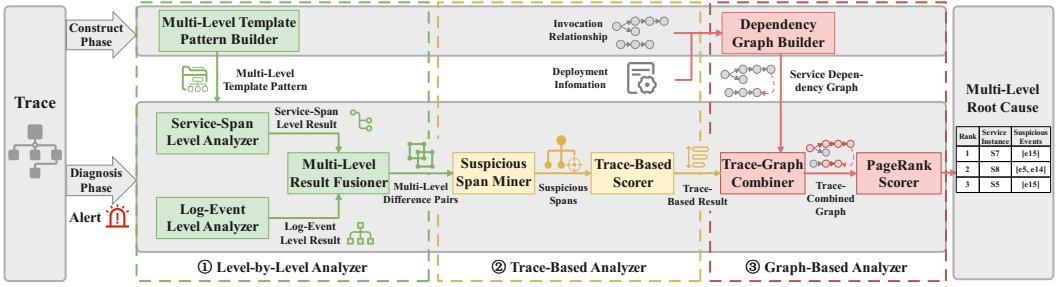 Trace
Construct
Phase
Diagnosis
Phase
Alert
Multi-Level Template
Pattern Builder
Multi-Level
Template Pattern
Service-Span
Level Analyzer
Service-Span
Level Result
Multi-Level
Result Fusioner
Log-Event
Level Analyzer
Log-Event
Level Result
Multi-Level
Difference Pairs
① Level-by-Level Analyzer
Invocation
Relationship
Deployment
Infomation
Suspicious
Span Miner
Suspicious
Spans
Trace-Based
Scorer
Trace-
Based Result
② Trace-Based Analyzer
Dependency
Graph Builder
Service Depen-
dency Graph
Trace-Graph
Combiner
Trace-
Combined
Graph
PageRank
Scorer
③ Graph-Based Analyzer
Multi-Level
Root Cause
Rank Service Instance Suspicious Events
1 S7 [e15]
2 S8 [e5, e14]
3 S5 [e15]